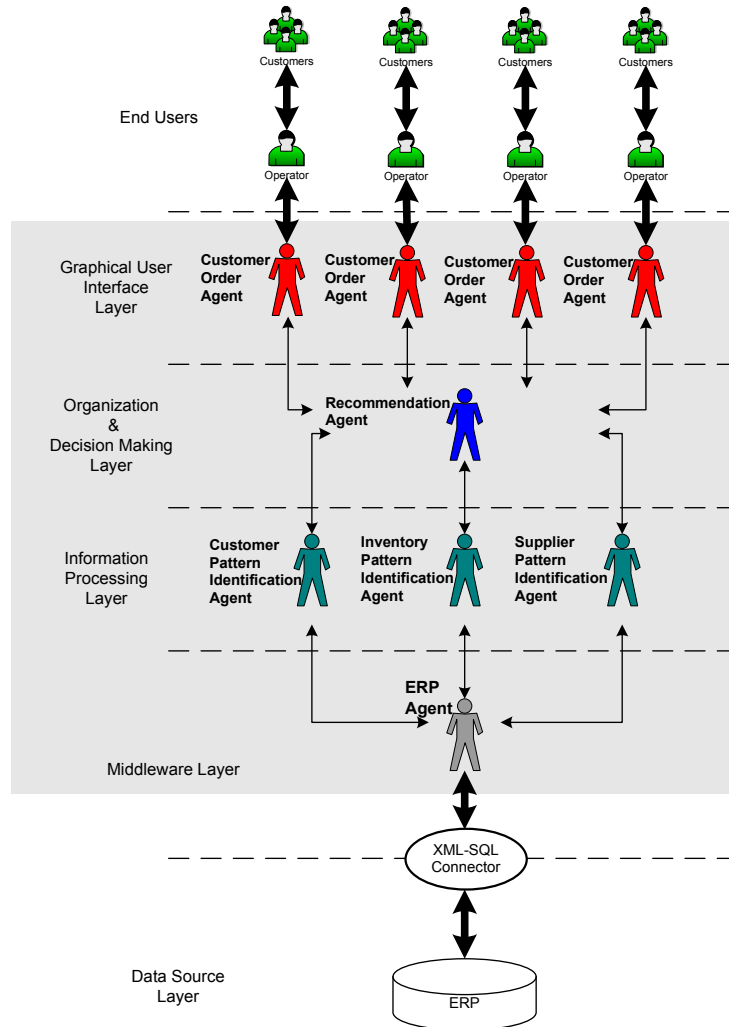 Customers
Customers
Customers
Customers
End Users
Operator
Operator
Operator
Operator
Graphical User
Interface
Layer
Customer
Order
Agent
Customer
Order
Agent
Customer
Order
Agent
Customer
Order
Agent
Organization
&
Decision Making
Layer
Recommendation
Agent
Information
Processing
Layer
Customer
Pattern
Identification
Agent
Inventory
Pattern
Identification
Agent
Supplier
Pattern
Identification
Agent
ERP
Agent
Middleware Layer
XML-SQL
Connector
Data Source
Layer
ERP